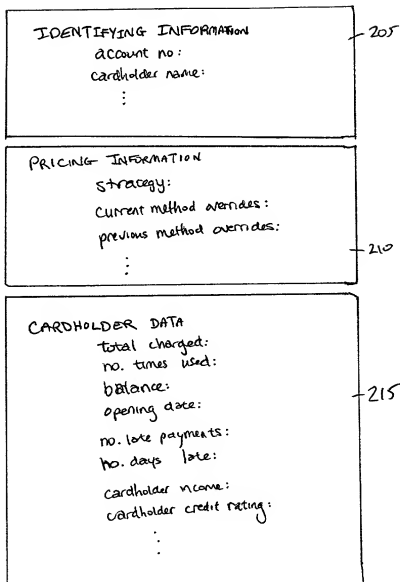 IDENTIFYING INFORMATION
account no:
cardholder name:
⋮
205
PRICING INFORMATION
strategy:
current method overrides:
previous method overrides:
⋮
210
CARDHOLDER DATA
total charged:
no. times used:
balance:
opening date:
no. late payments:
no. days late:
cardholder income:
cardholder credit rating:
⋮
215